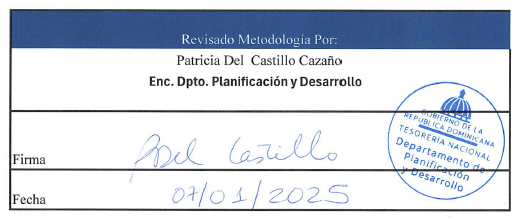 Revisado Metodología Por:
Patricia Del Castillo Cazaño
Enc. Dpto. Planificación y Desarrollo
GOBIERNO DE LA
REPÚBLICA DOMINICANA
TESORERÍA NACIONAL
Departamento de
Planificación
y Desarrollo
Firma PDel Castillo
Fecha 07/01/2025